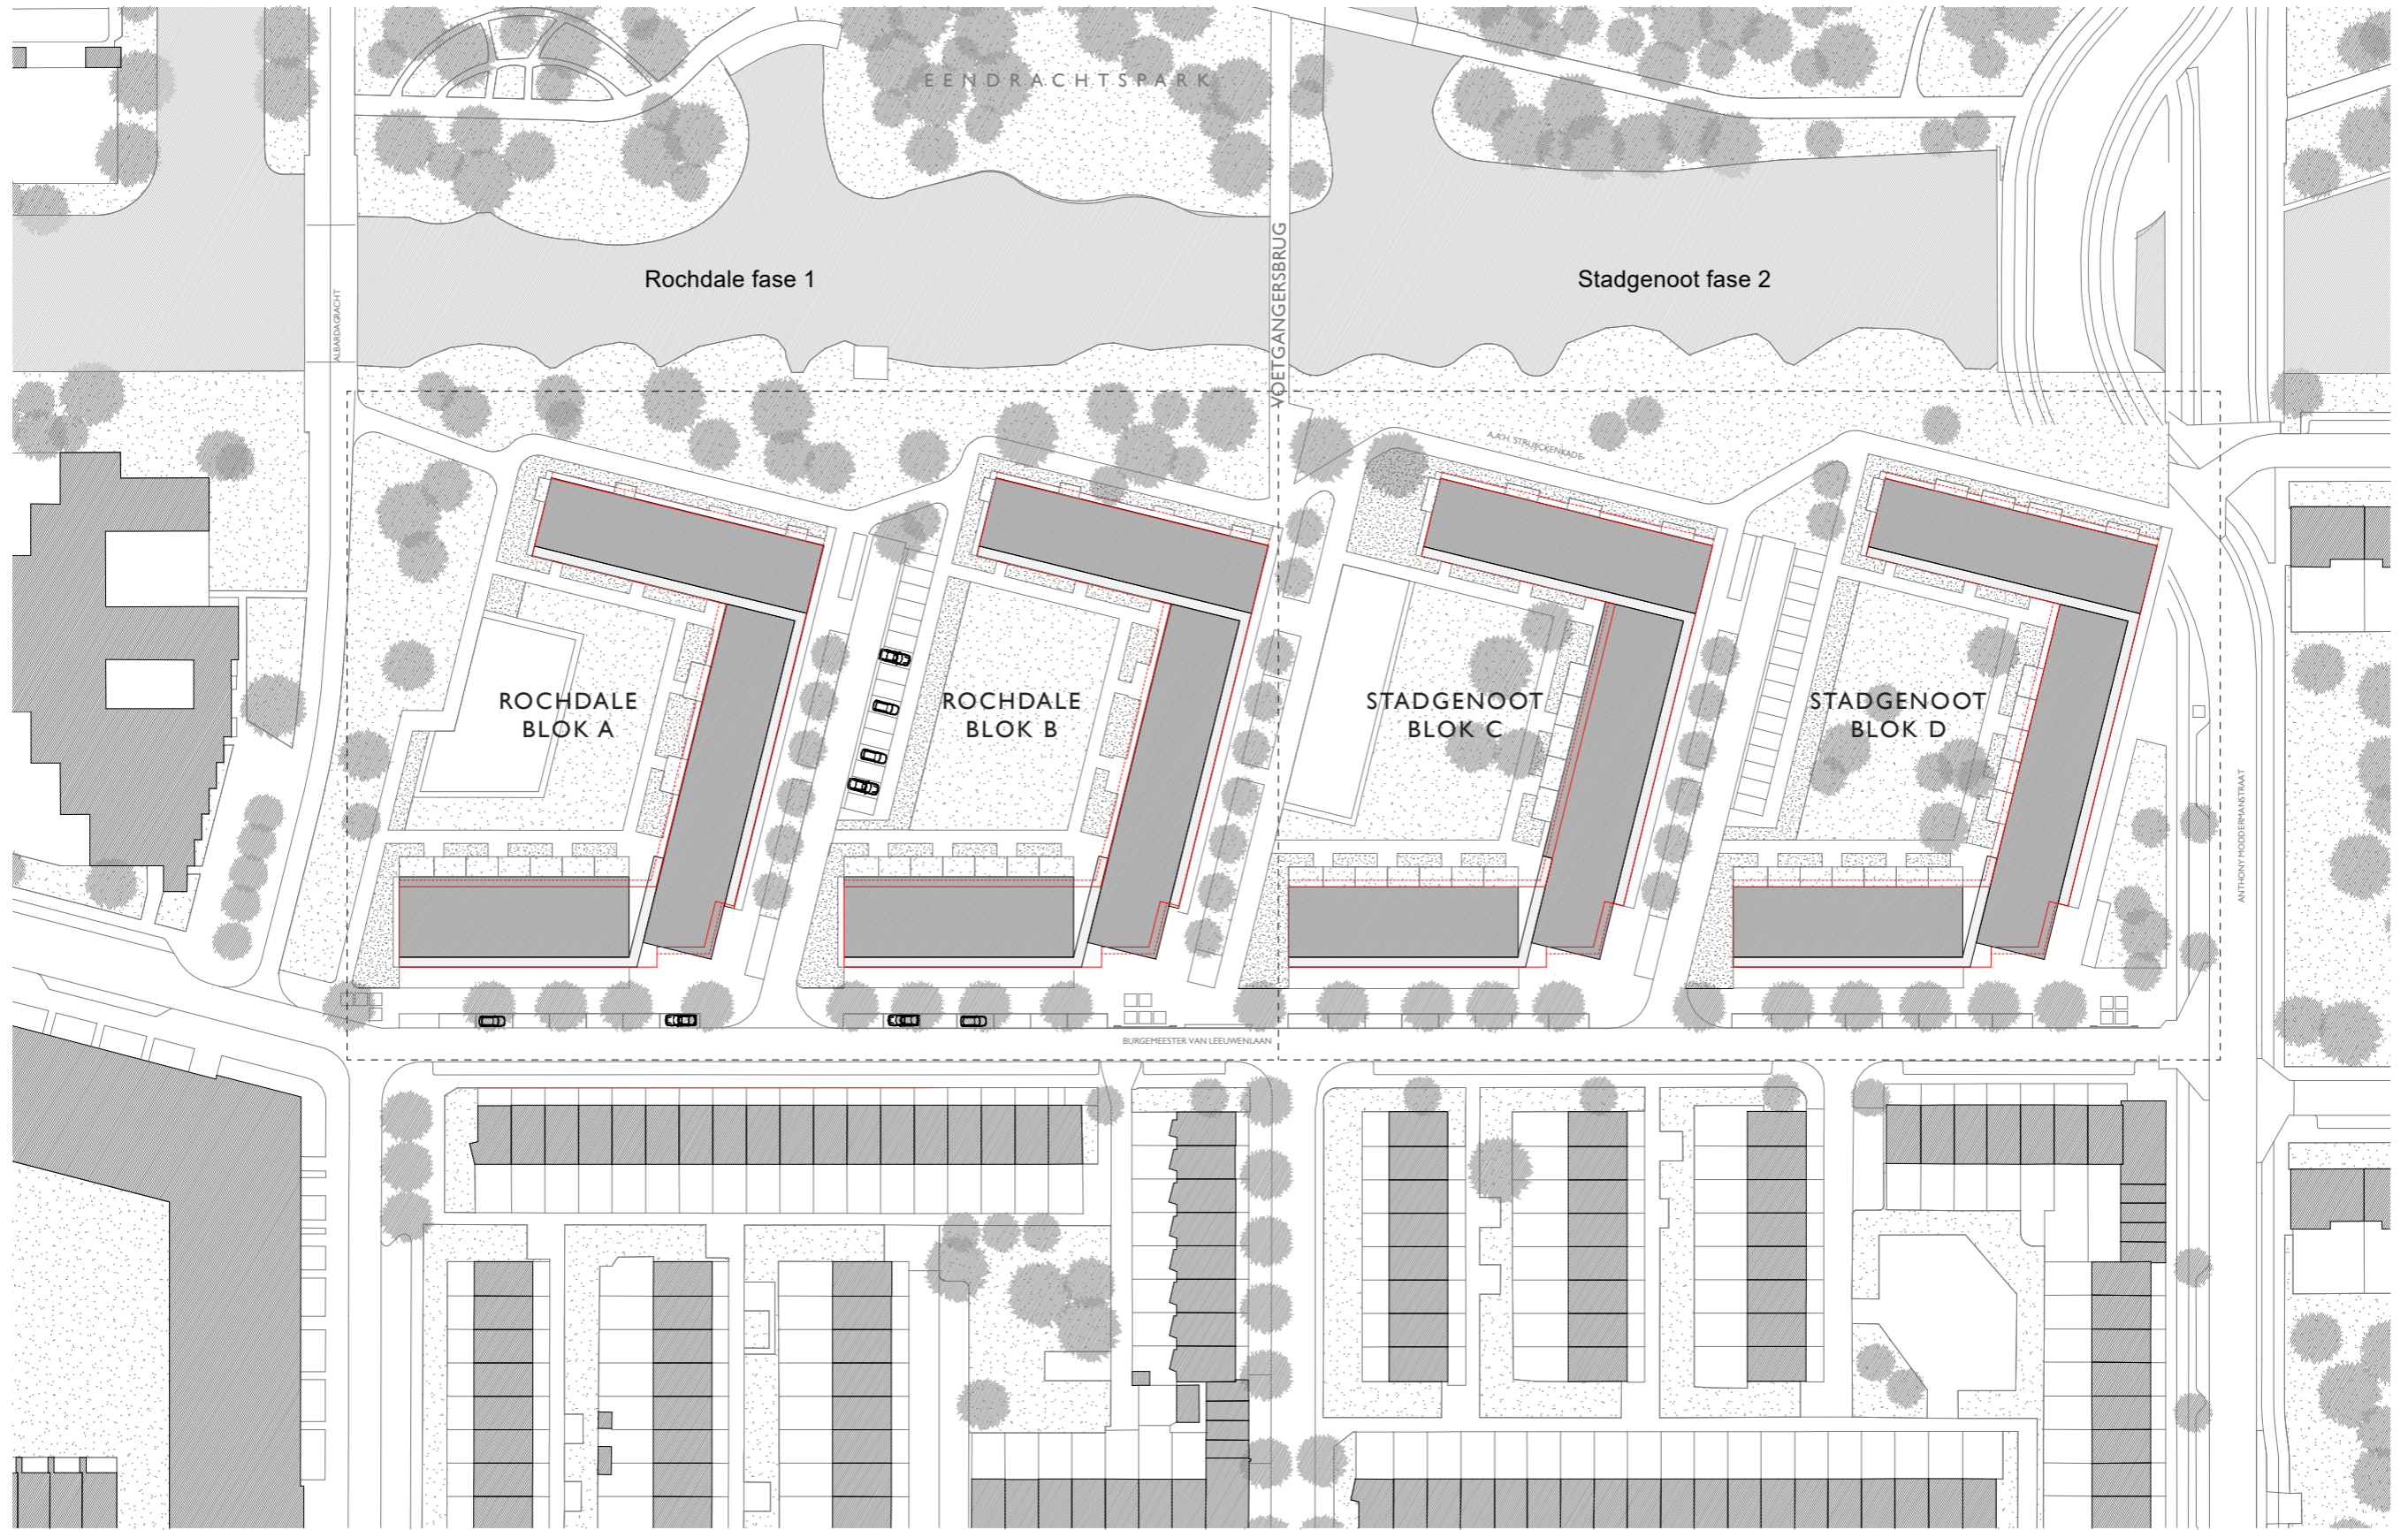 EENDRACHTSPARK
VOETGANGERSBRUG
Rochdale fase 1
Stadgenoot fase 2
ALBARDAGRACHT
A.A.H. STRUIJCKENKADE
ROCHDALE
BLOK A
ROCHDALE
BLOK B
STADGENOOT
BLOK C
STADGENOOT
BLOK D
ANTHONY MODDERMANSTRAAT
BURGEMEESTER VAN LEEUWENLAAN